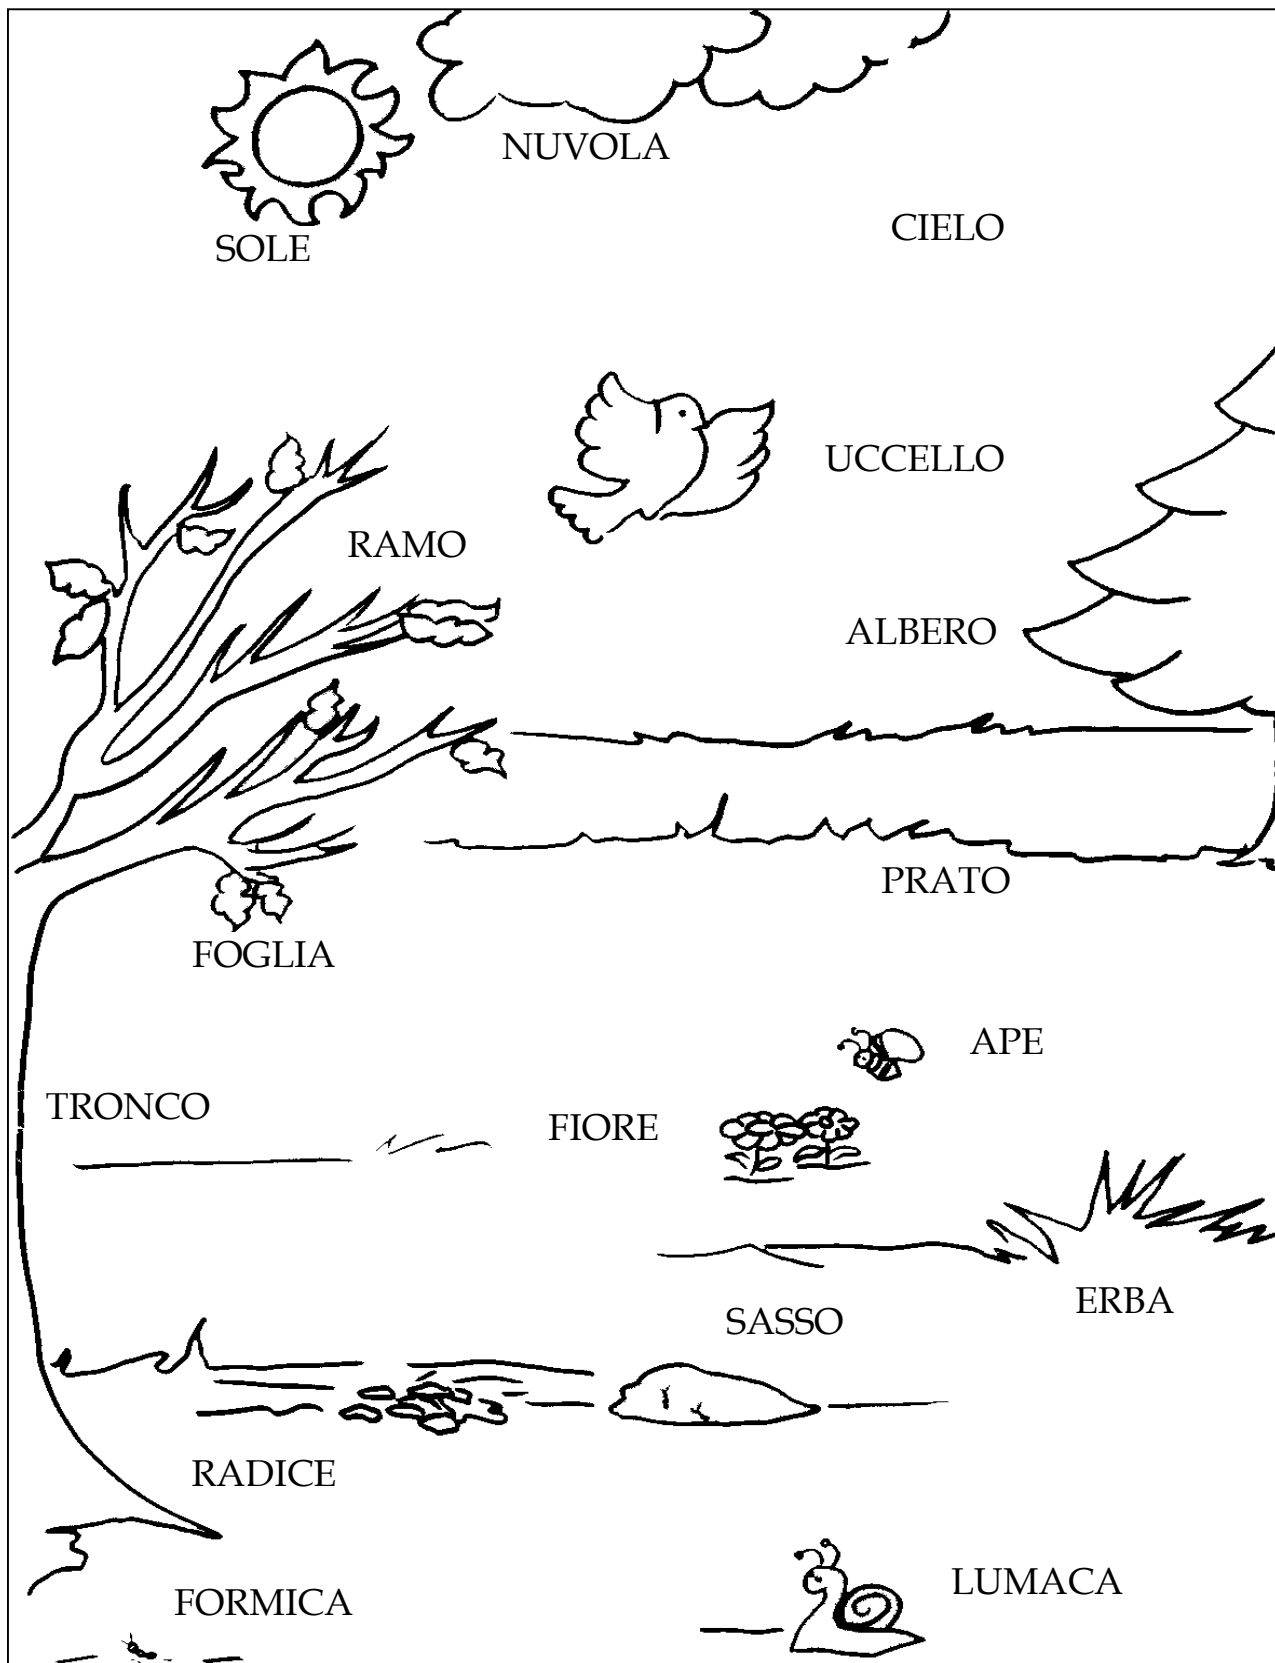 NUVOLA
CIELO
SOLE
UCCELLO
RAMO
ALBERO
PRATO
FOGLIA
APE
TRONCO
FIORE
ERBA
SASSO
RADICE
LUMACA
FORMICA